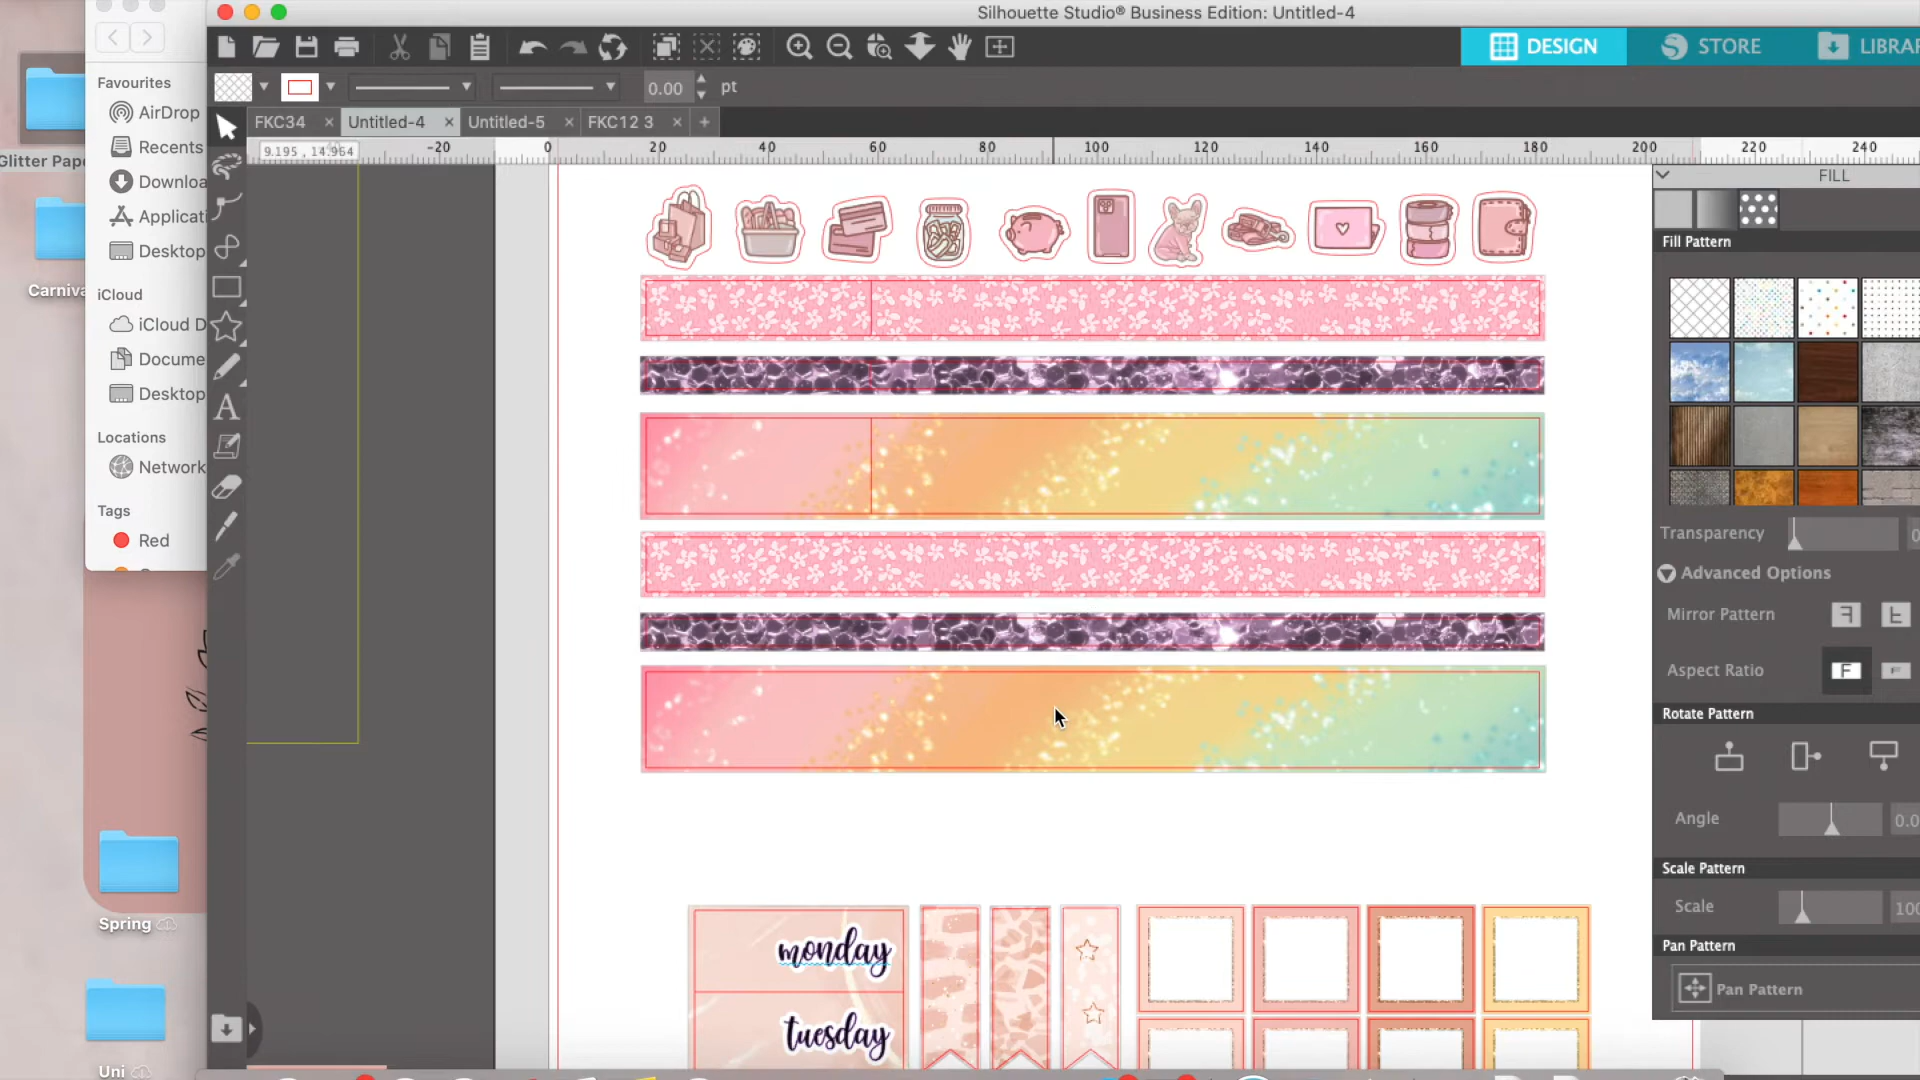 Silhouette Studio® Business Edition: Untitled-4
DESIGN
STORE
LIBRAR
0.00
pt
FKC34
Untitled-4
Untitled-5
FKC12 3
9.195 , 14.964
-20
0
20
40
60
80
100
120
140
160
180
200
220
240
Favourites
AirDrop
Recents
Downloa
Applicati
Desktop
iCloud
iCloud D
Docume
Desktop
Locations
Network
Tags
Red
Glitter Pape
Carniva
Spring
Uni
FILL
Fill Pattern
Transparency
Advanced Options
Mirror Pattern
Aspect Ratio
Rotate Pattern
Angle
0.0
Scale Pattern
Scale
100
Pan Pattern
Pan Pattern
monday
tuesday